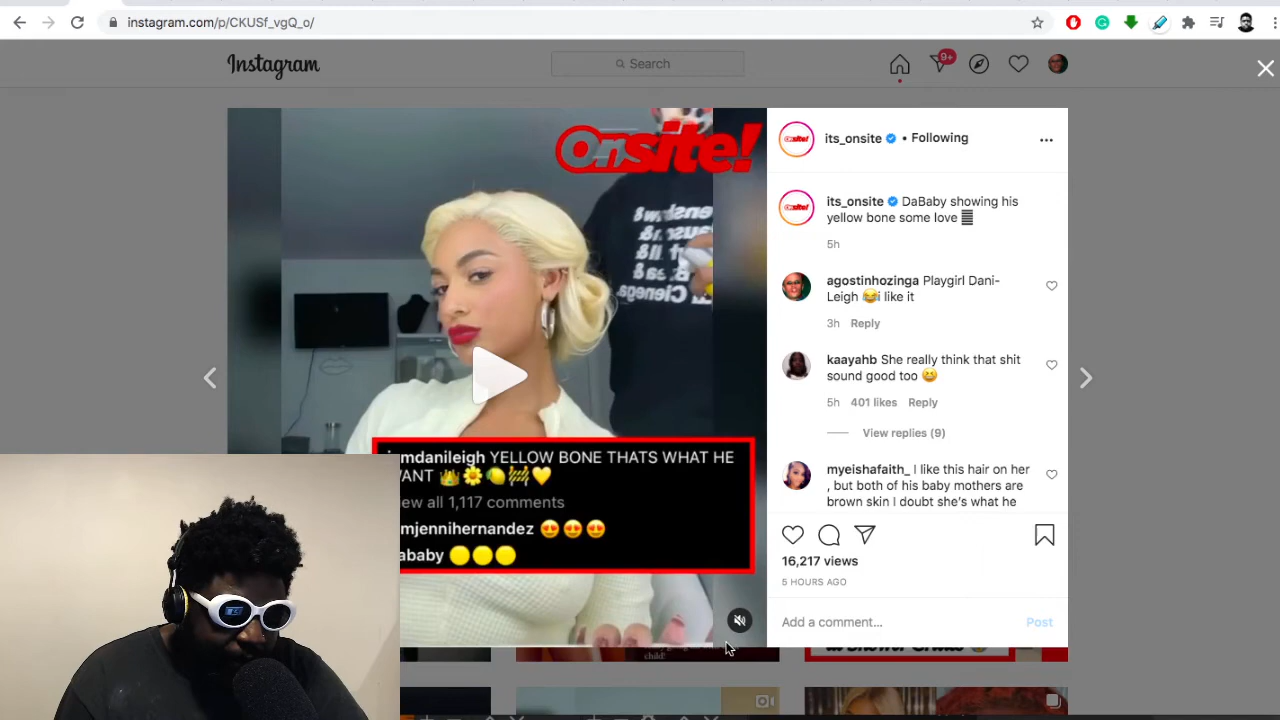 instagram.com/p/CKUSf_vgQ_o/
Instagram
Search
9+
Onsite!
its_onsite • Following
its_onsite DaBaby showing his
yellow bone some love
5h
agostinhozinga Playgirl Dani-
Leigh 😂 i like it
3h Reply
kaayahb She really think that shit
sound good too 😆
5h 401 likes Reply
View replies (9)
myeishafaith_ I like this hair on her
, but both of his baby mothers are
brown skin I doubt she's what he
mdanileigh YELLOW BONE THATS WHAT HE
WANT 👑🌼🍋🚧💛
ew all 1,117 comments
mjennihernandez 😍😍😍
ababy 🟡🟡🟡
16,217 views
5 HOURS AGO
Add a comment...
Post
child!